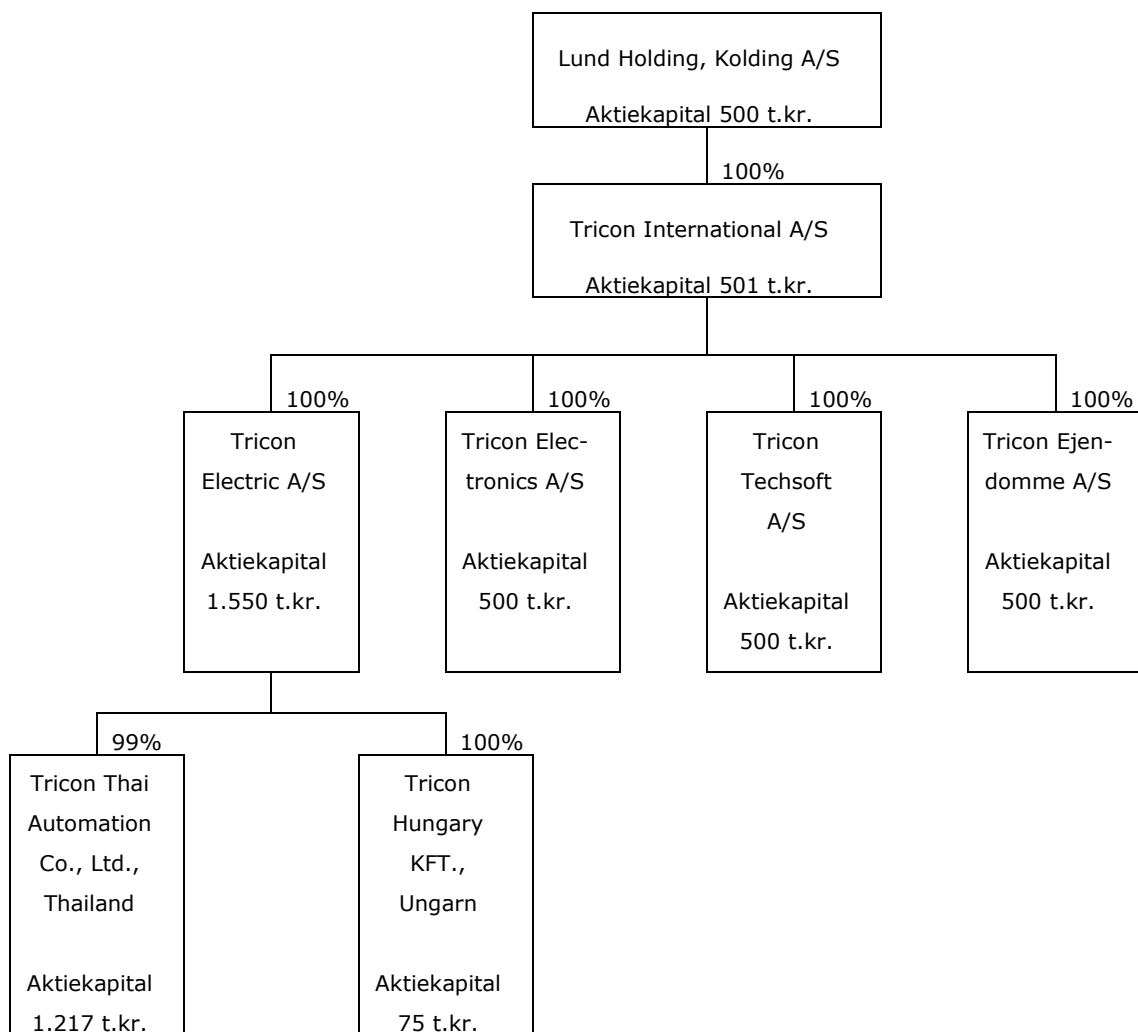 Lund Holding, Kolding A/S
Aktiekapital 500 t.kr.
100%
Tricon International A/S
Aktiekapital 501 t.kr.
100%
100%
100%
100%
Tricon
Electric A/S
Aktiekapital
1.550 t.kr.
Tricon Elec-
tronics A/S
Aktiekapital
500 t.kr.
Tricon
Techsoft
A/S
Aktiekapital
500 t.kr.
Tricon Ejen-
domme A/S
Aktiekapital
500 t.kr.
99%
100%
Tricon Thai
Automation
Co., Ltd.,
Thailand
Aktiekapital
1.217 t.kr.
Tricon
Hungary
KFT.,
Ungarn
Aktiekapital
75 t.kr.